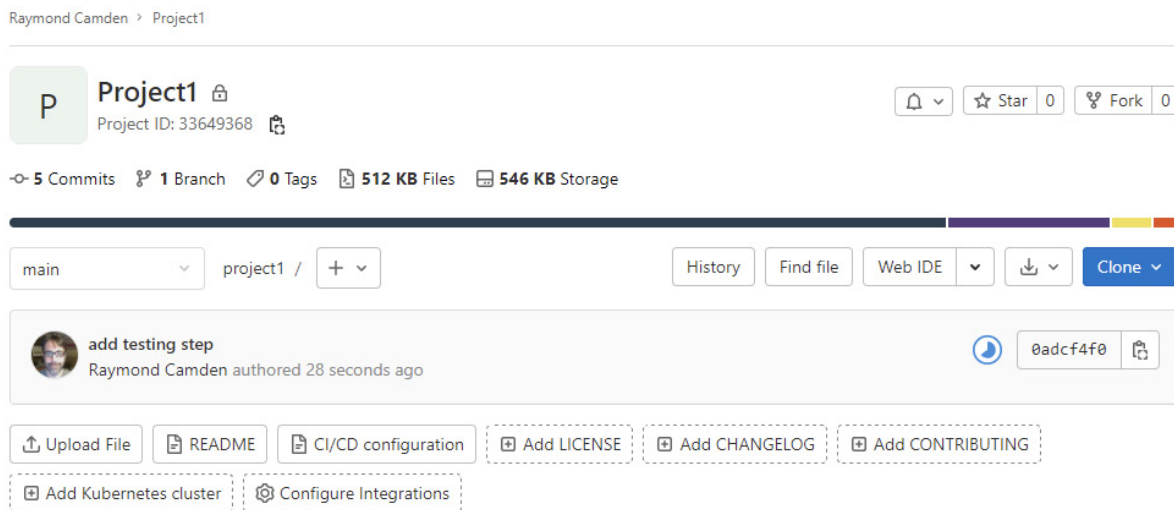 Raymond Camden > Project1
P
Project1
Project ID: 33649368
Star 0
Fork 0
5 Commits 1 Branch 0 Tags 512 KB Files 546 KB Storage
main project1 / + History Find file Web IDE Clone
add testing step
Raymond Camden authored 28 seconds ago
0adcf4f0
Upload File README CI/CD configuration Add LICENSE Add CHANGELOG Add CONTRIBUTING
Add Kubernetes cluster Configure Integrations